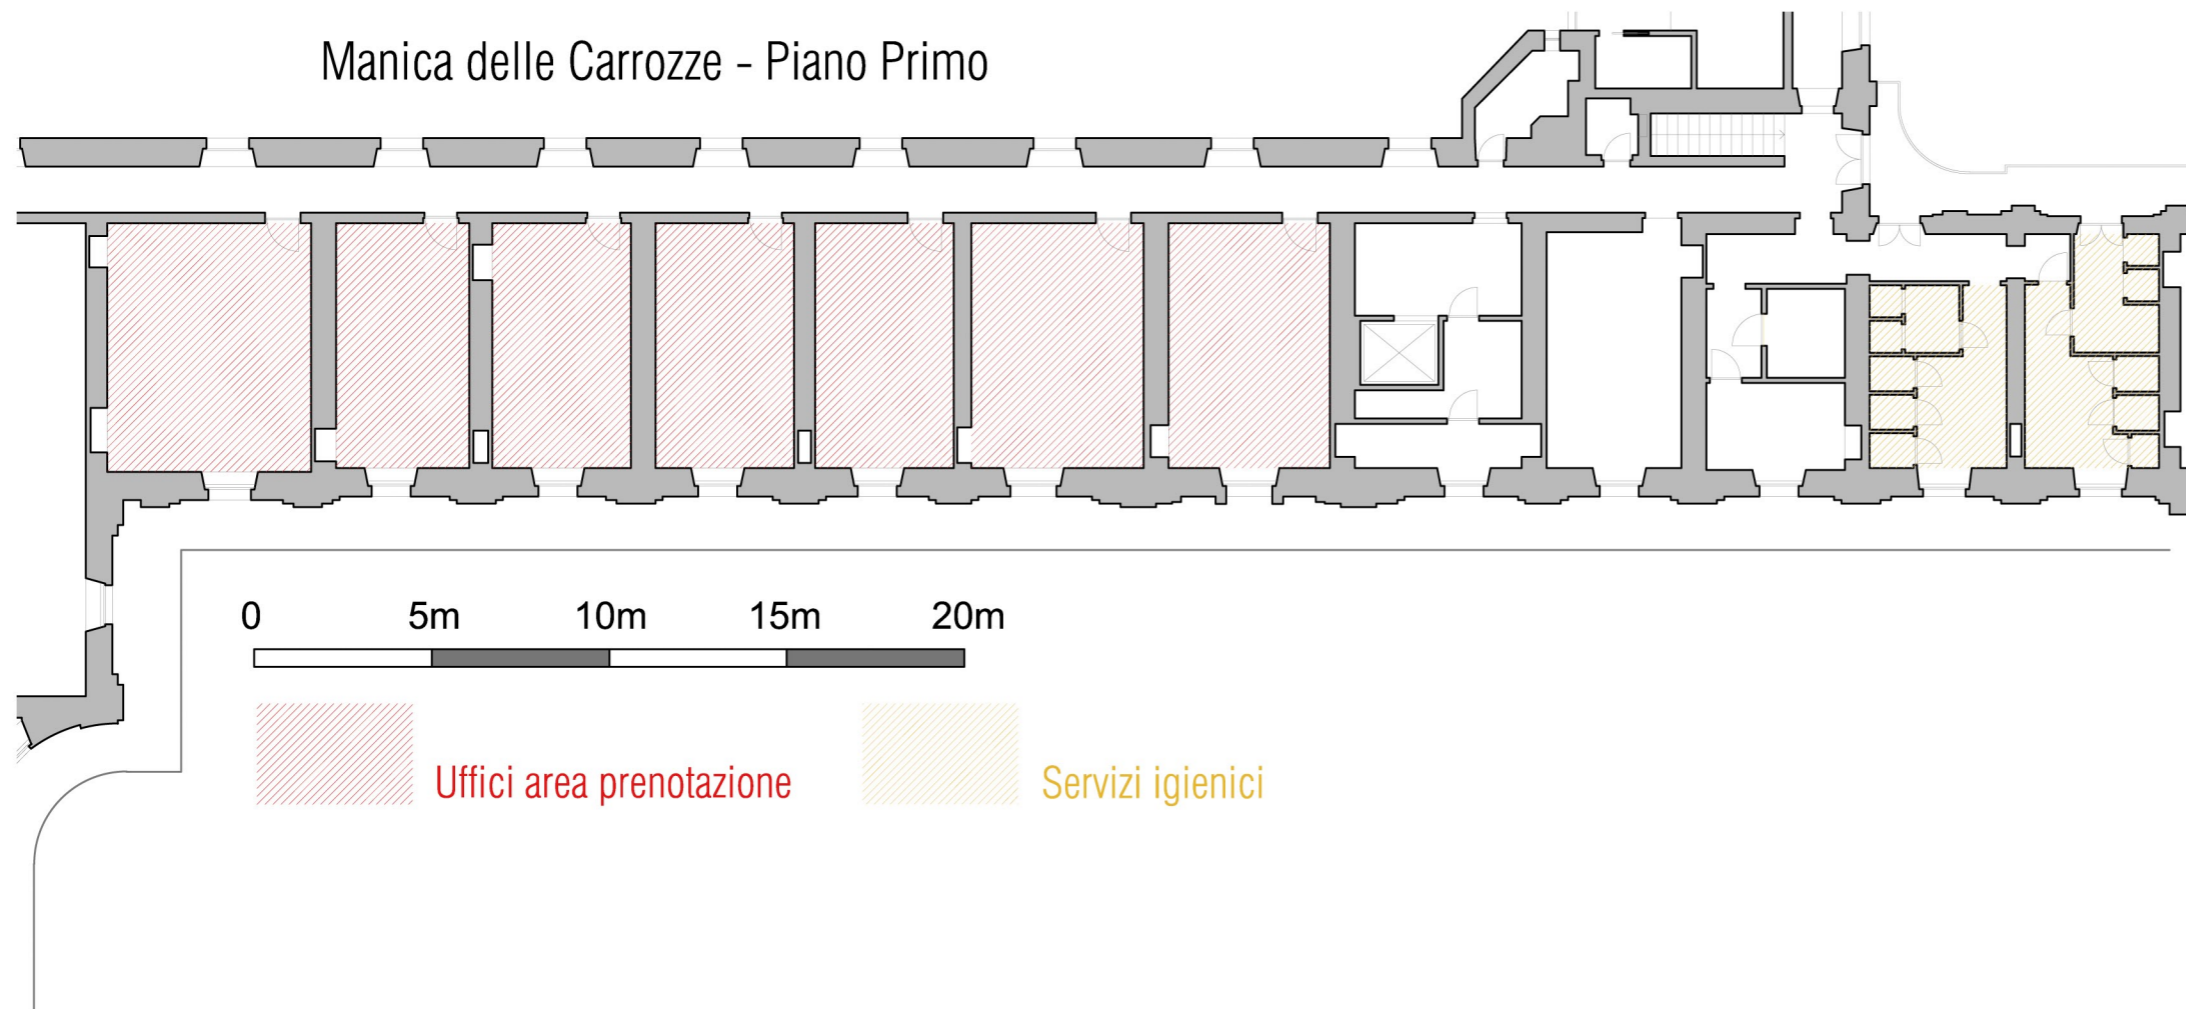 Manica delle Carrozze - Piano Primo
0 5m 10m 15m 20m
Uffici area prenotazione
Servizi igienici